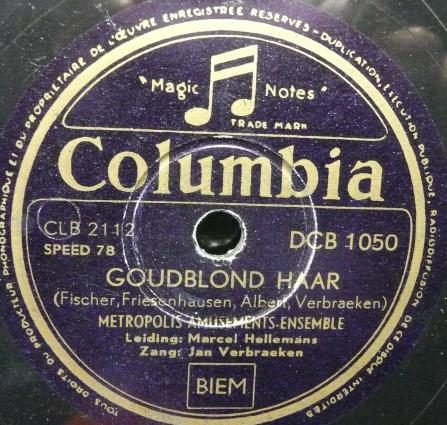 TOUS DROITS DU PRODUCTEUR PHONOGRAPHIQUE ET DU PROPRIETAIRE DE L'ŒUVRE ENREGISTREE RESERVES - DUPLICATION, EXECUTION PUBLIQUE, RADIODIFFUSION DE CE DISQUE INTERDITES
"Magic Notes"
TRADE MARK
Columbia
CLB 2112
SPEED 78
DCB 1050
GOUDBLOND HAAR
(Fischer, Friesenhausen, Albert, Verbraeken)
METROPOLIS AMUSEMENTS-ENSEMBLE
Leiding: Marcel Hellemans
Zang: Jan Verbraeken
BIEM